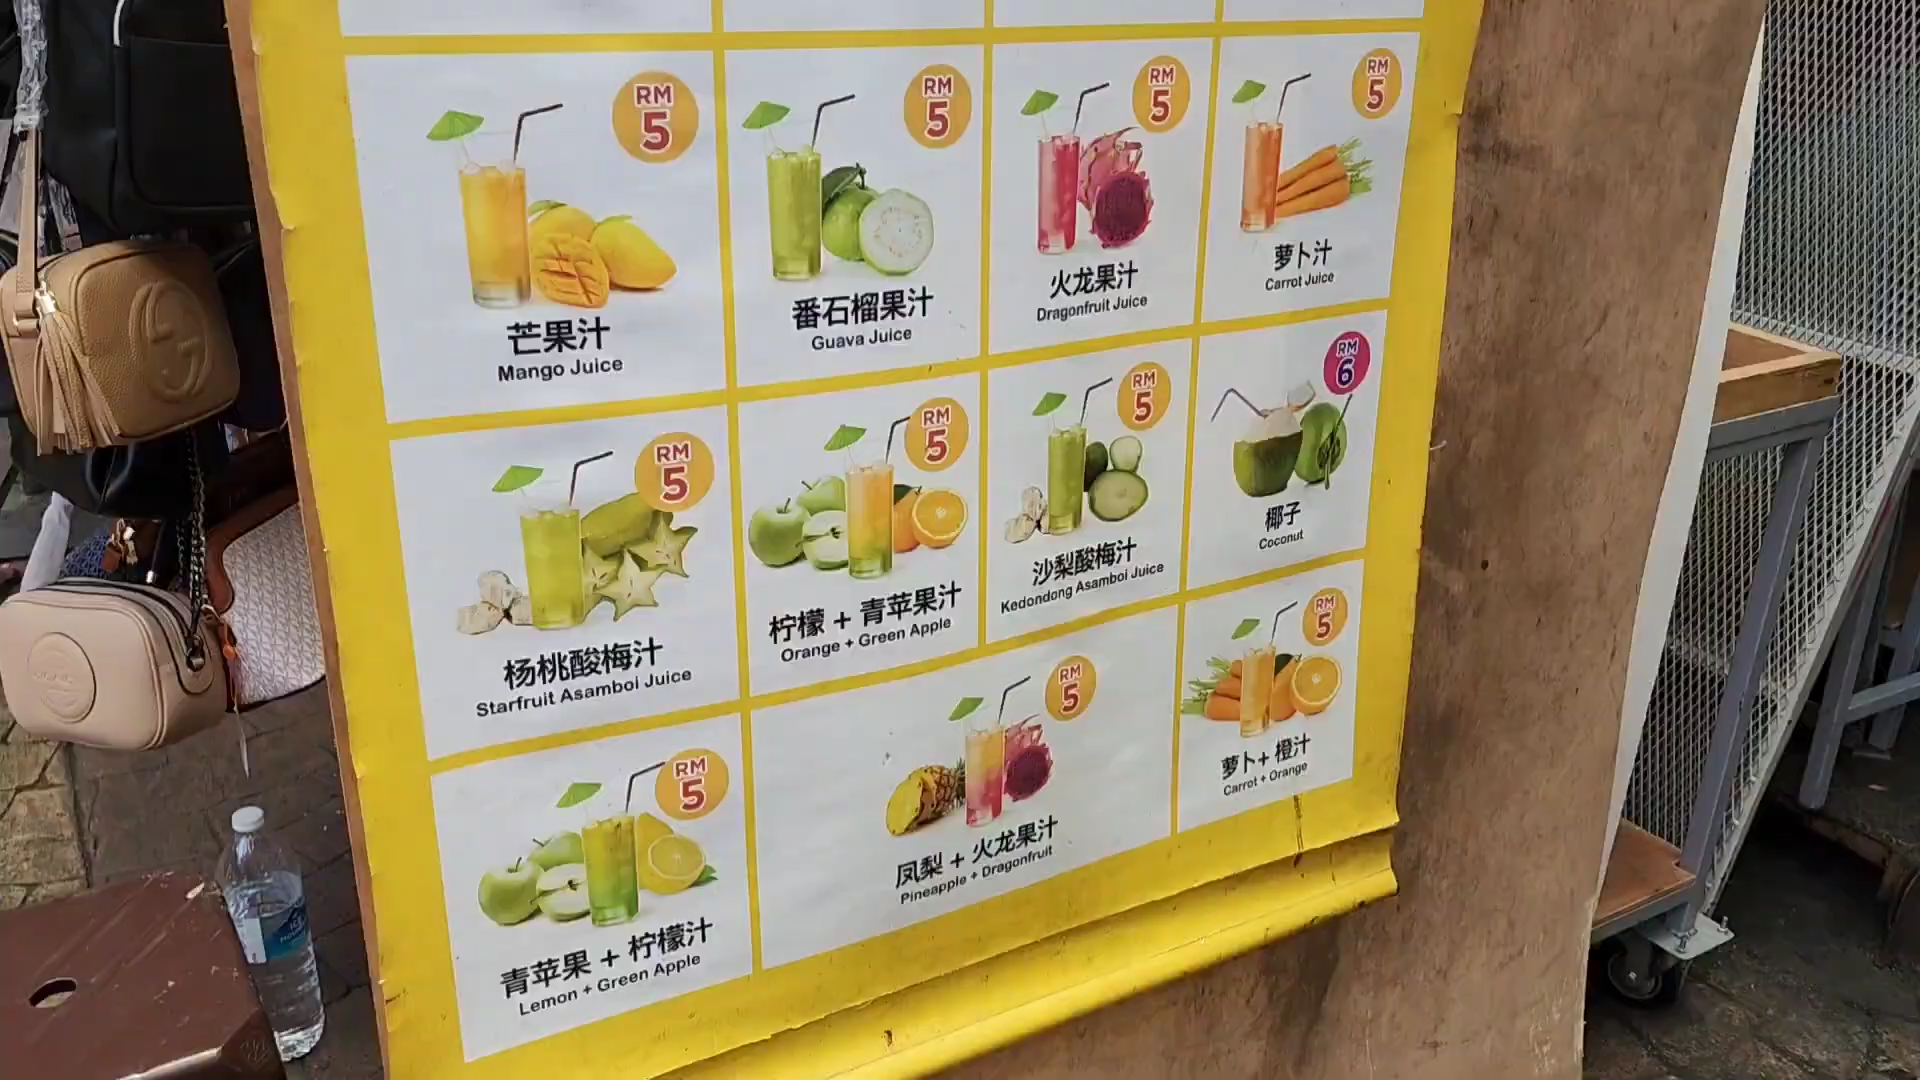 RM
5
芒果汁
Mango Juice
RM
5
番石榴果汁
Guava Juice
RM
5
火龙果汁
Dragonfruit Juice
RM
5
萝卜汁
Carrot Juice
RM
5
杨桃酸梅汁
Starfruit Asamboi Juice
RM
5
柠檬 + 青苹果汁
Orange + Green Apple
RM
5
沙梨酸梅汁
Kedondong Asamboi Juice
RM
6
椰子
Coconut
RM
5
青苹果 + 柠檬汁
Lemon + Green Apple
RM
5
凤梨 + 火龙果汁
Pineapple + Dragonfruit
RM
5
萝卜+ 橙汁
Carrot + Orange